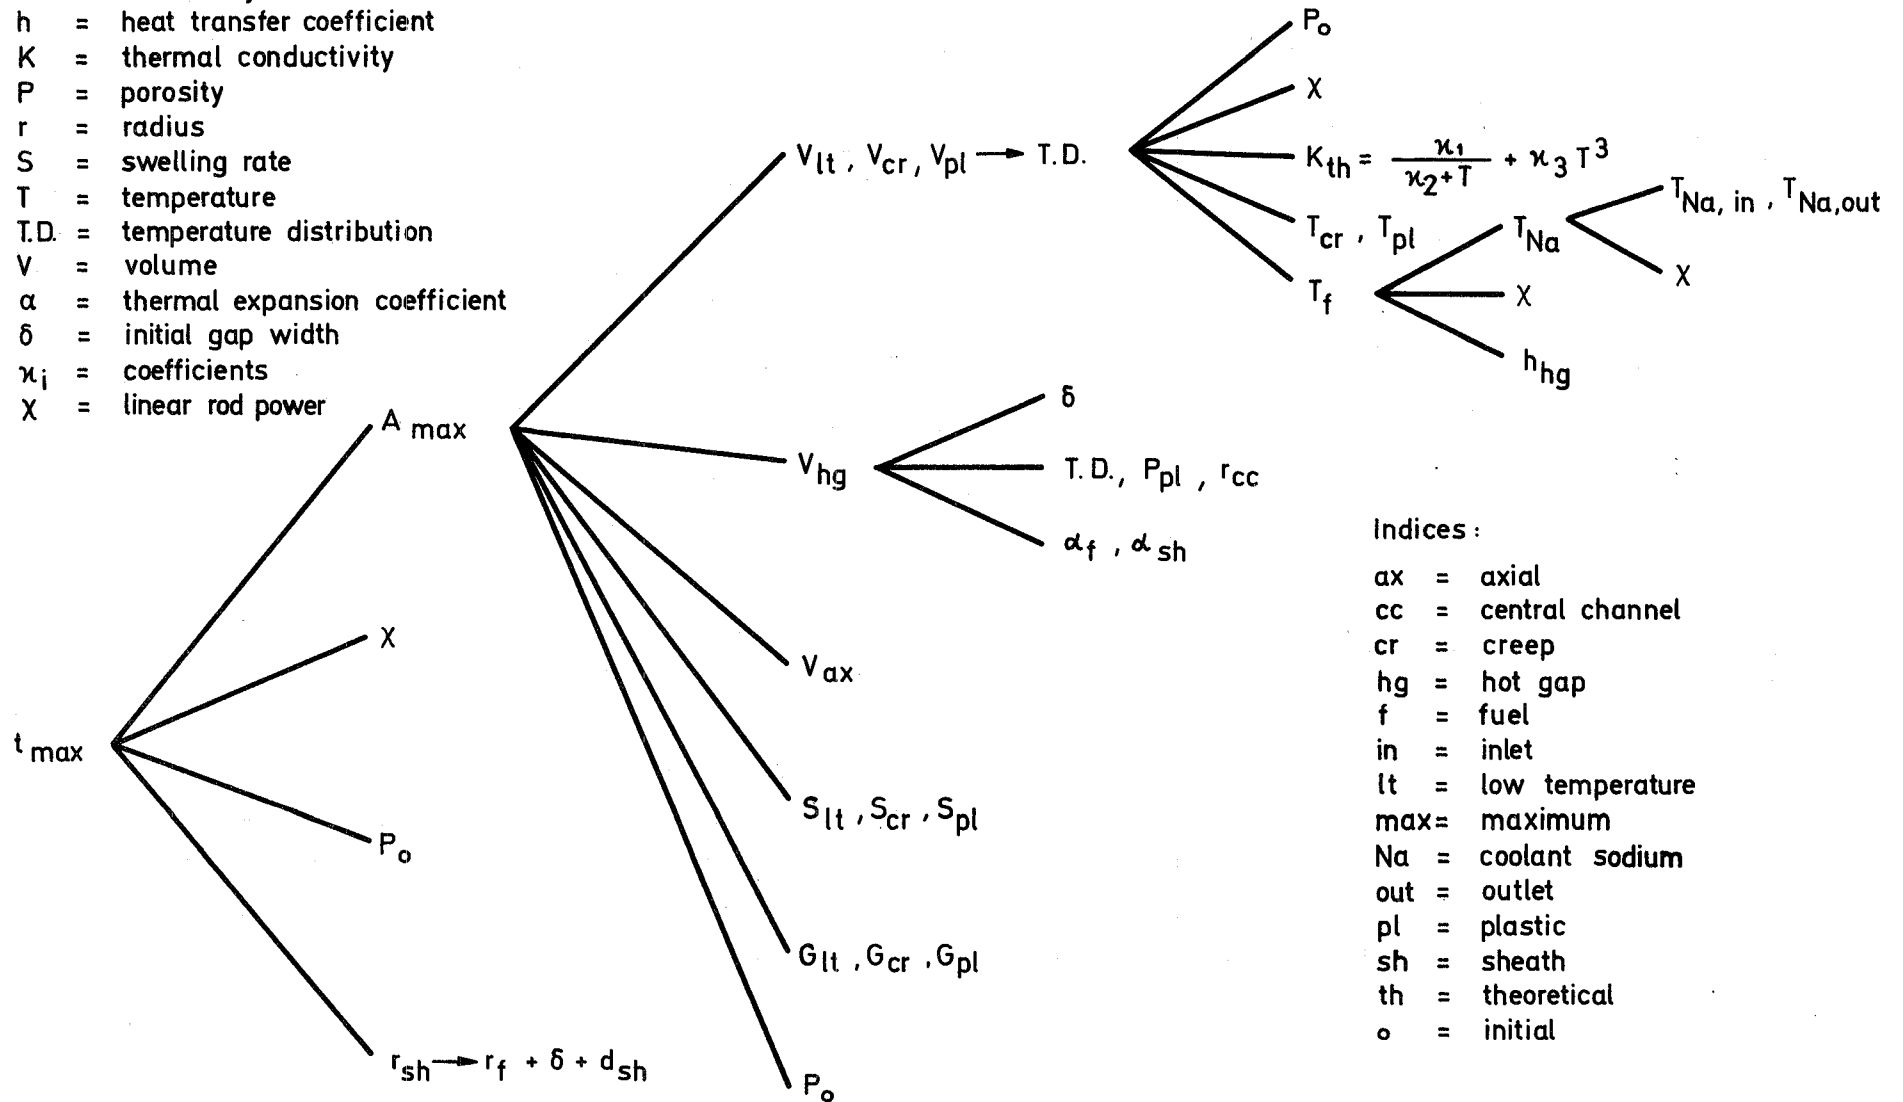 h = heat transfer coefficient
K = thermal conductivity
P = porosity
r = radius
S = swelling rate
T = temperature
T.D. = temperature distribution
V = volume
α = thermal expansion coefficient
δ = initial gap width
ϰi = coefficients
χ = linear rod power
Po
χ
Kth = ϰ1 / (ϰ2+T) + ϰ3 T³
Tcr , Tpl
Tf
TNa
χ
hhg
TNa, in , TNa,out
χ
Vlt , Vcr , Vpl → T.D.
A max
Vhg
δ
T.D., Ppl , rcc
αf , αsh
Vax
Slt , Scr , Spl
Glt , Gcr , Gpl
Po
t max
χ
Po
rsh → rf + δ + dsh
Indices :
ax = axial
cc = central channel
cr = creep
hg = hot gap
f = fuel
in = inlet
lt = low temperature
max = maximum
Na = coolant sodium
out = outlet
pl = plastic
sh = sheath
th = theoretical
o = initial